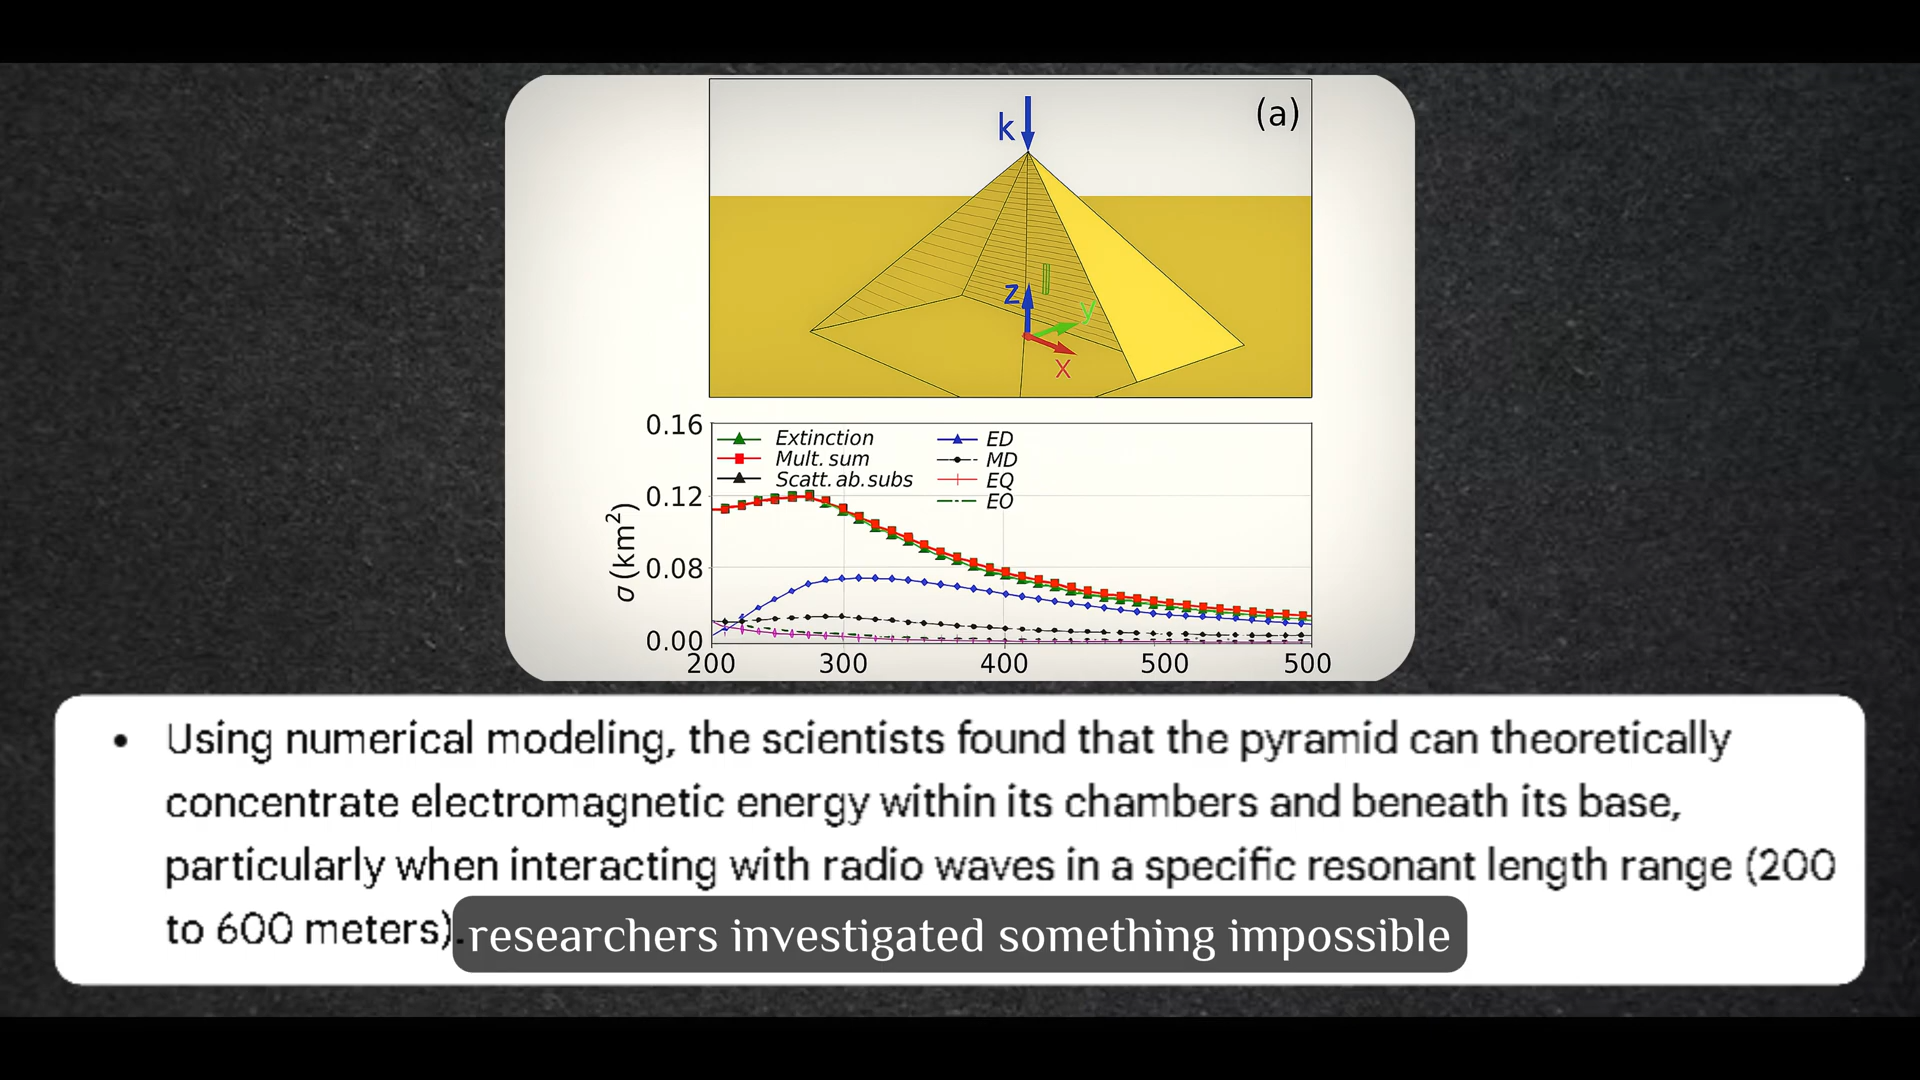 (a)
k
z
y
x
0.16
Extinction
ED
Mult. sum
MD
Scatt. ab. subs
EQ
0.12
EO
σ (km²)
0.08
0.00
200 300 400 500 500
• Using numerical modeling, the scientists found that the pyramid can theoretically
concentrate electromagnetic energy within its chambers and beneath its base,
particularly when interacting with radio waves in a specific resonant length range (200
to 600 meters).
researchers investigated something impossible